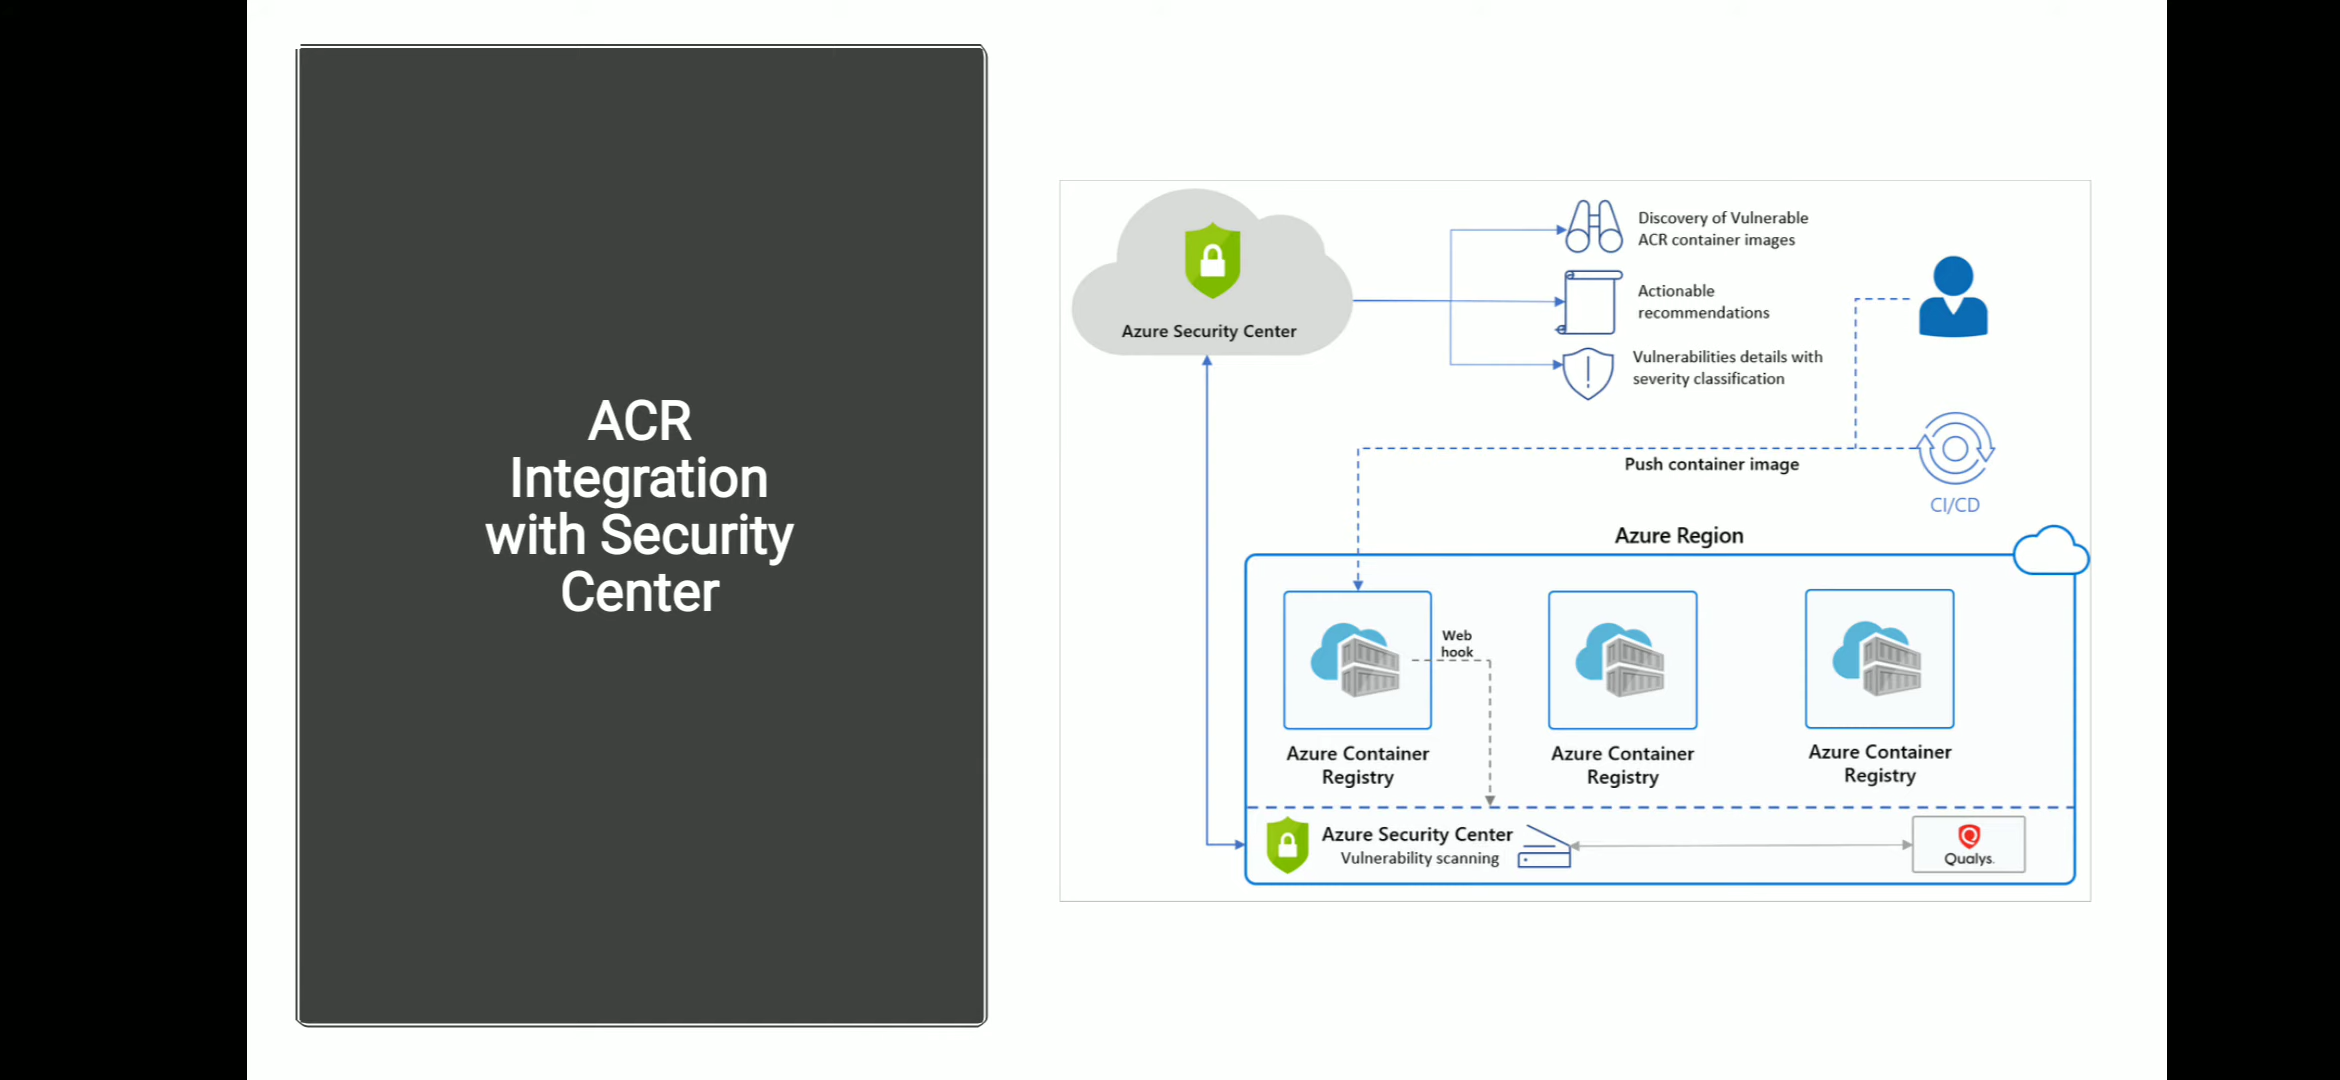 ACR
Integration
with Security
Center
Azure Security Center
Discovery of Vulnerable
ACR container images
Actionable
recommendations
Vulnerabilities details with
severity classification
Push container image
CI/CD
Azure Region
Web
hook
Azure Container
Registry
Azure Container
Registry
Azure Container
Registry
Azure Security Center
Vulnerability scanning
Qualys.